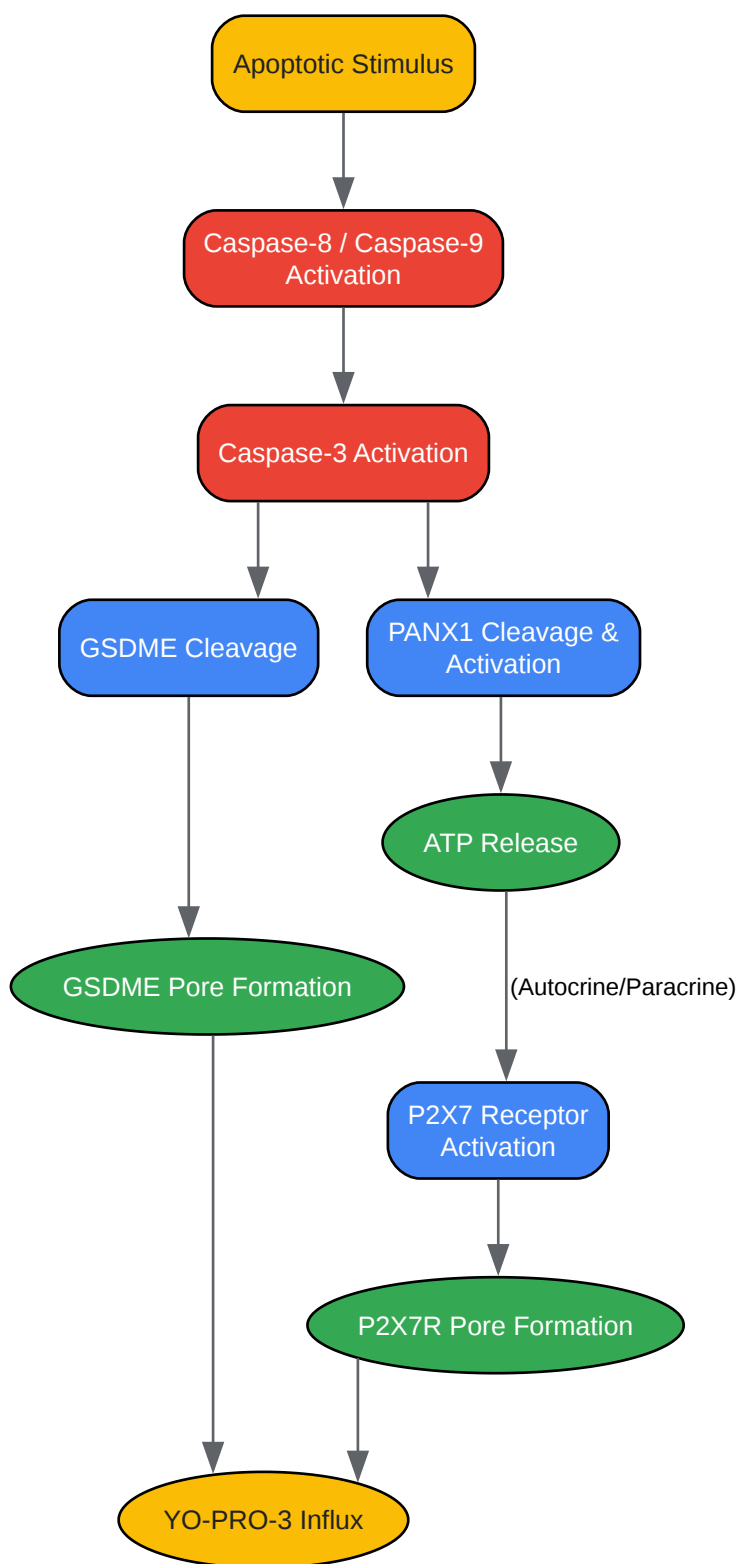 Apoptotic Stimulus
Caspase-8 / Caspase-9
Activation
Caspase-3 Activation
GSDME Cleavage
PANX1 Cleavage &
Activation
ATP Release
GSDME Pore Formation
(Autocrine/Paracrine)
P2X7 Receptor
Activation
P2X7R Pore Formation
YO-PRO-3 Influx